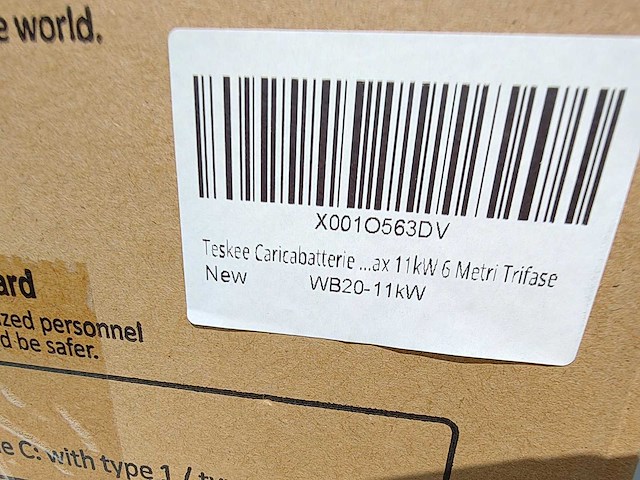 e world.
X001O563DV
Teskee Caricabatterie ...ax 11kW 6 Metri Trifase
New WB20-11kW
ard
zed personnel
d be safer.
e C: with type 1 /